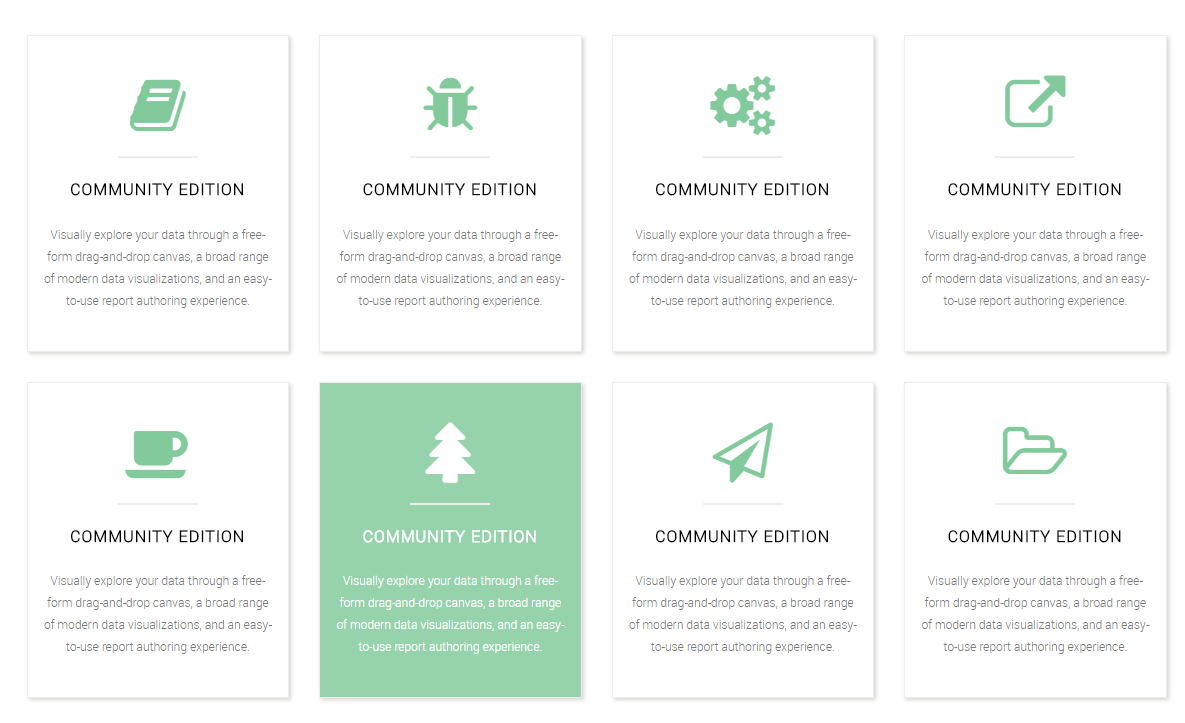 COMMUNITY EDITION
Visually explore your data through a free-
form drag-and-drop canvas, a broad range
of modern data visualizations, and an easy-
to-use report authoring experience.
COMMUNITY EDITION
Visually explore your data through a free-
form drag-and-drop canvas, a broad range
of modern data visualizations, and an easy-
to-use report authoring experience.
COMMUNITY EDITION
Visually explore your data through a free-
form drag-and-drop canvas, a broad range
of modern data visualizations, and an easy-
to-use report authoring experience.
COMMUNITY EDITION
Visually explore your data through a free-
form drag-and-drop canvas, a broad range
of modern data visualizations, and an easy-
to-use report authoring experience.
COMMUNITY EDITION
Visually explore your data through a free-
form drag-and-drop canvas, a broad range
of modern data visualizations, and an easy-
to-use report authoring experience.
COMMUNITY EDITION
Visually explore your data through a free-
form drag-and-drop canvas, a broad range
of modern data visualizations, and an easy-
to-use report authoring experience.
COMMUNITY EDITION
Visually explore your data through a free-
form drag-and-drop canvas, a broad range
of modern data visualizations, and an easy-
to-use report authoring experience.
COMMUNITY EDITION
Visually explore your data through a free-
form drag-and-drop canvas, a broad range
of modern data visualizations, and an easy-
to-use report authoring experience.